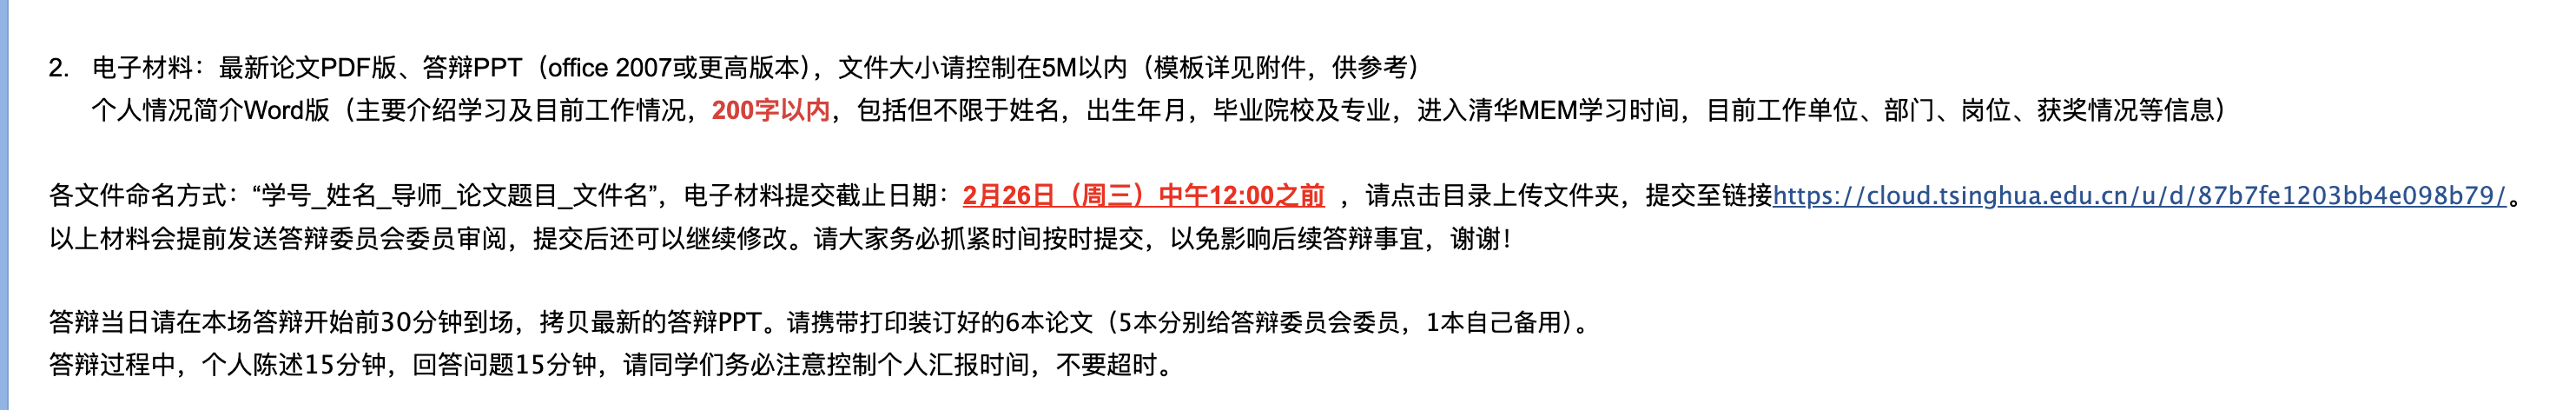 2. 电子材料：最新论文PDF版、答辩PPT（office 2007或更高版本），文件大小请控制在5M以内（模板详见附件，供参考）
个人情况简介Word版（主要介绍学习及目前工作情况，200字以内，包括但不限于姓名，出生年月，毕业院校及专业，进入清华MEM学习时间，目前工作单位、部门、岗位、获奖情况等信息）
各文件命名方式：“学号_姓名_导师_论文题目_文件名”，电子材料提交截止日期：2月26日（周三）中午12:00之前 ，请点击目录上传文件夹，提交至链接https://cloud.tsinghua.edu.cn/u/d/87b7fe1203bb4e098b79/。
以上材料会提前发送答辩委员会委员审阅，提交后还可以继续修改。请大家务必抓紧时间按时提交，以免影响后续答辩事宜，谢谢！
答辩当日请在本场答辩开始前30分钟到场，拷贝最新的答辩PPT。请携带打印装订好的6本论文（5本分别给答辩委员会委员，1本自己备用）。
答辩过程中，个人陈述15分钟，回答问题15分钟，请同学们务必注意控制个人汇报时间，不要超时。